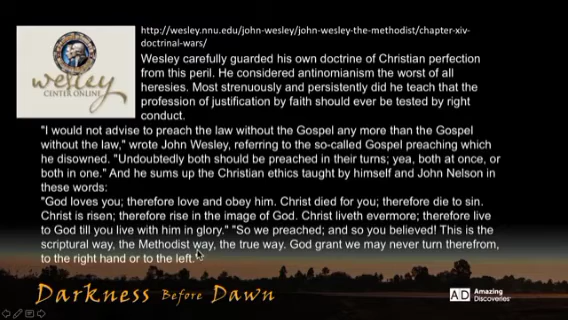 http://wesley.nnu.edu/john-wesley/john-wesley-the-methodist/chapter-xiv-
doctrinal-wars/
wesley
CENTER ONLINE
Wesley carefully guarded his own doctrine of Christian perfection
from this peril. He considered antinomianism the worst of all
heresies. Most strenuously and persistently did he teach that the
profession of justification by faith should ever be tested by right
conduct.
"I would not advise to preach the law without the Gospel any more than the Gospel
without the law," wrote John Wesley, referring to the so-called Gospel preaching which
he disowned. "Undoubtedly both should be preached in their turns; yea, both at once, or
both in one." And he sums up the Christian ethics taught by himself and John Nelson in
these words:
"God loves you; therefore love and obey him. Christ died for you; therefore die to sin.
Christ is risen; therefore rise in the image of God. Christ liveth evermore; therefore live
to God till you live with him in glory." "So we preached; and so you believed! This is the
scriptural way, the Methodist way, the true way. God grant we may never turn therefrom,
to the right hand or to the left."
Darkness Before Dawn
AD Amazing
Discoveries